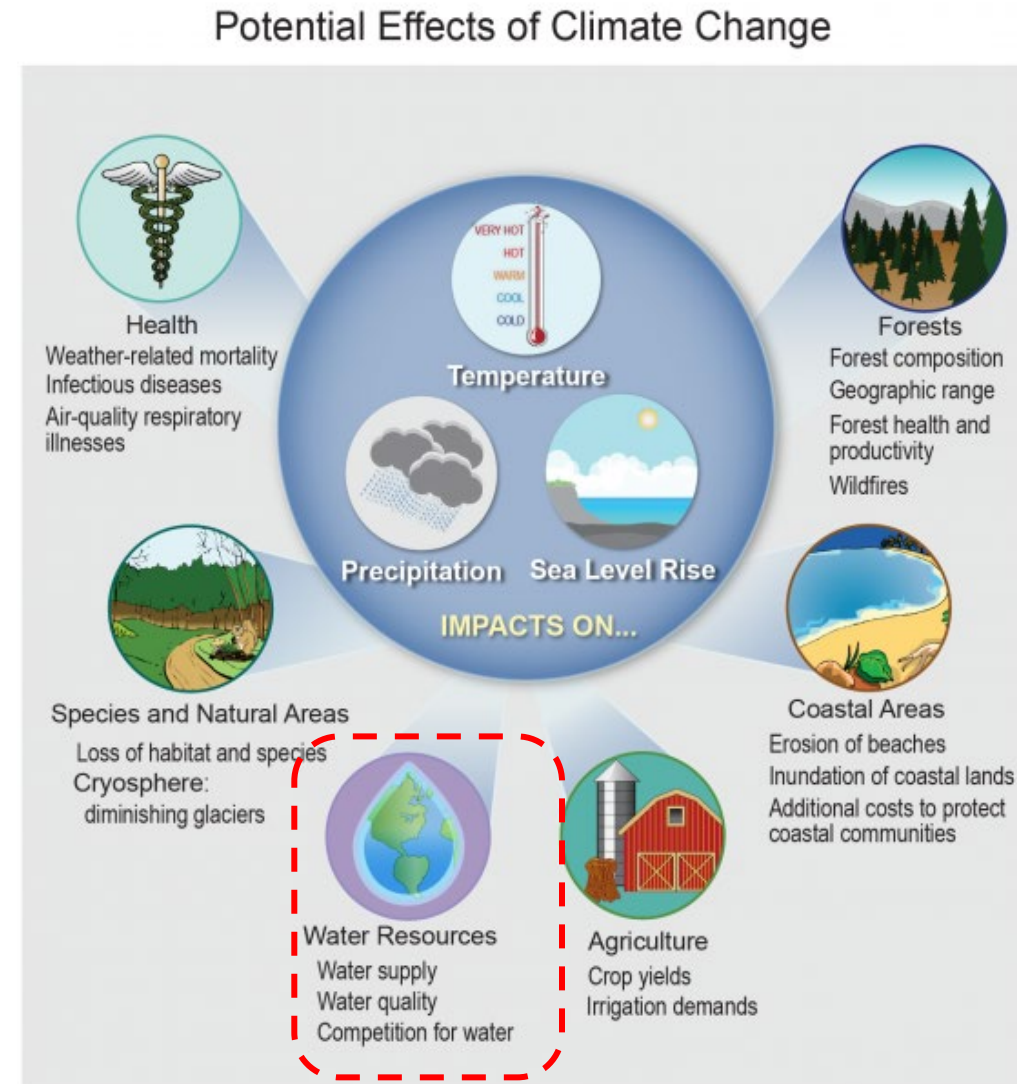 Potential Effects of Climate Change
VERY HOT
HOT
WARM
COOL
COLD
Temperature
Precipitation
Sea Level Rise
IMPACTS ON...
Health
Weather-related mortality
Infectious diseases
Air-quality respiratory
illnesses
Forests
Forest composition
Geographic range
Forest health and
productivity
Wildfires
Species and Natural Areas
Loss of habitat and species
Cryosphere:
diminishing glaciers
Coastal Areas
Erosion of beaches
Inundation of coastal lands
Additional costs to protect
coastal communities
Water Resources
Water supply
Water quality
Competition for water
Agriculture
Crop yields
Irrigation demands